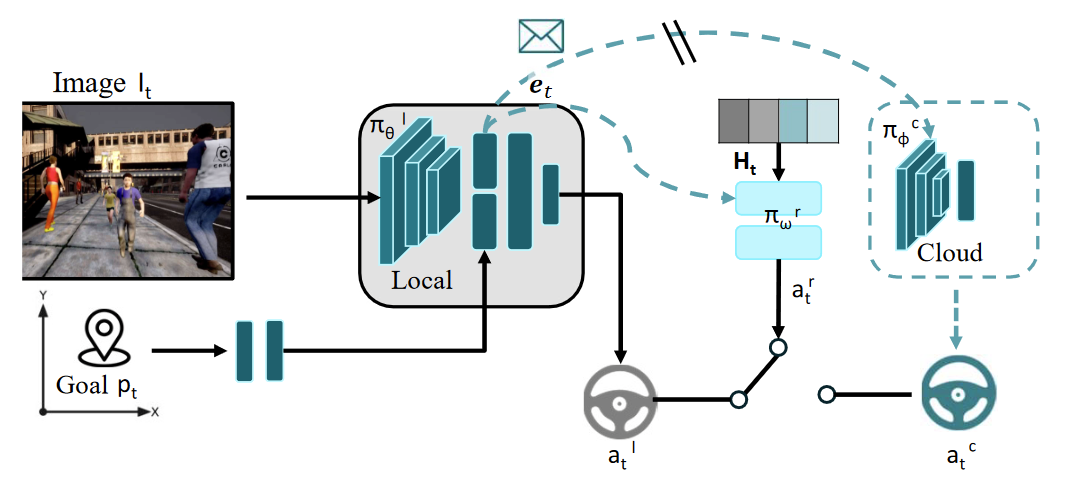 Image I_t
Y
Goal p_t
X
π_θ^l
Local
e_t
H_t
π_ω^r
a_t^r
π_ϕ^c
Cloud
a_t^l
a_t^c